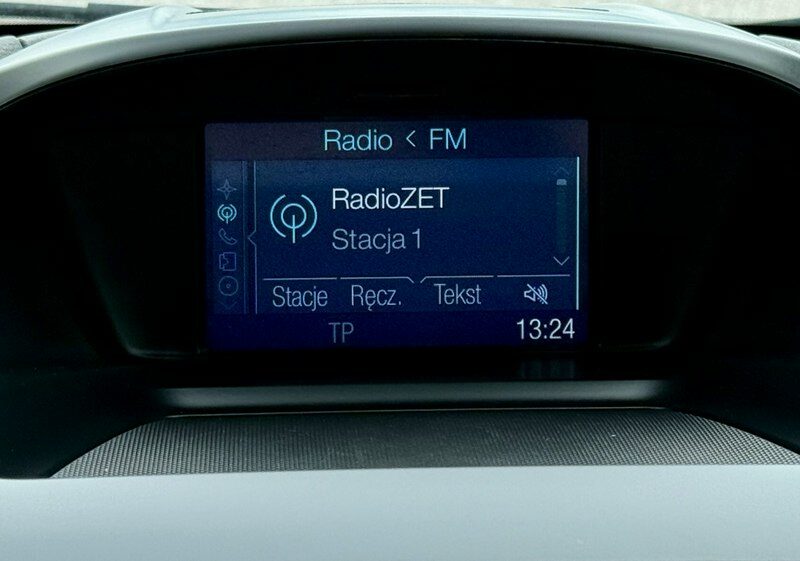 Radio < FM
RadioZET
Stacja 1
Stacje Ręcz. Tekst
TP 13:24